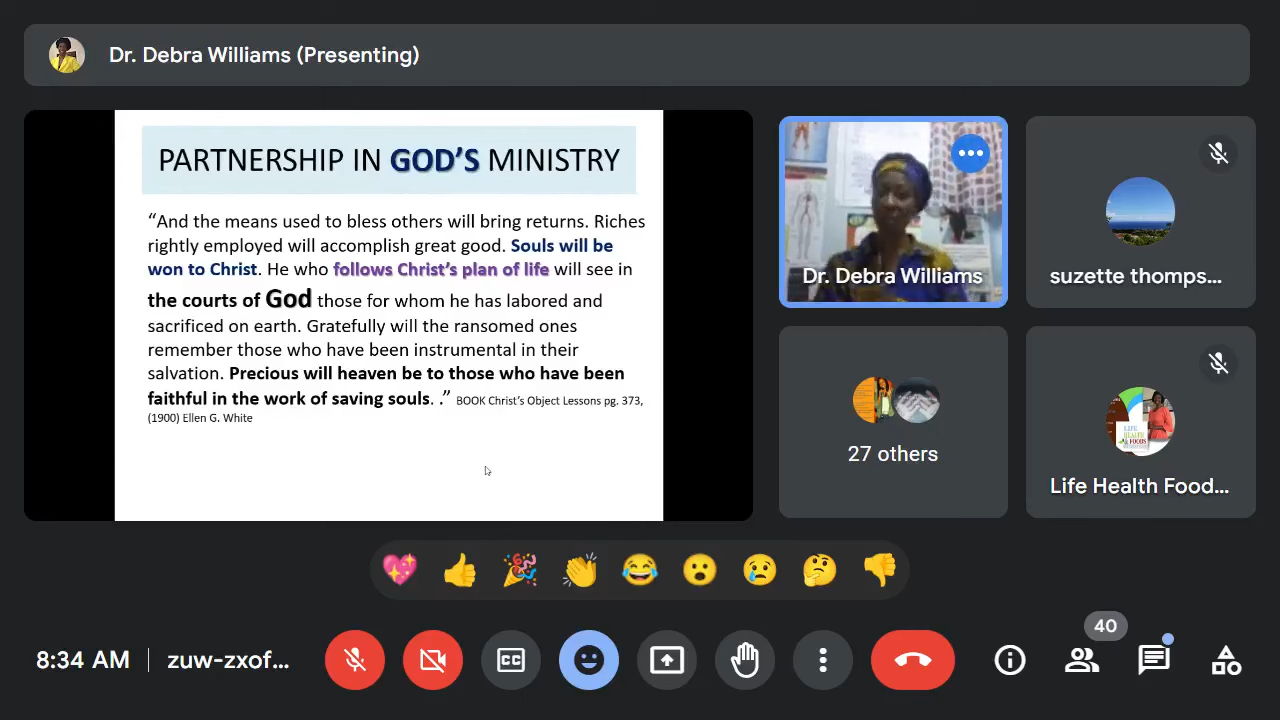 Dr. Debra Williams (Presenting)
PARTNERSHIP IN GOD'S MINISTRY
“And the means used to bless others will bring returns. Riches
rightly employed will accomplish great good. Souls will be
won to Christ. He who follows Christ's plan of life will see in
the courts of God those for whom he has labored and
sacrificed on earth. Gratefully will the ransomed ones
remember those who have been instrumental in their
salvation. Precious will heaven be to those who have been
faithful in the work of saving souls. .” BOOK Christ's Object Lessons pg. 373,
(1900) Ellen G. White
Dr. Debra Williams
suzette thomps...
27 others
LIFE
HEALTH
FOODS
Life Health Food...
8:34 AM
zuw-zxof...
CC
40